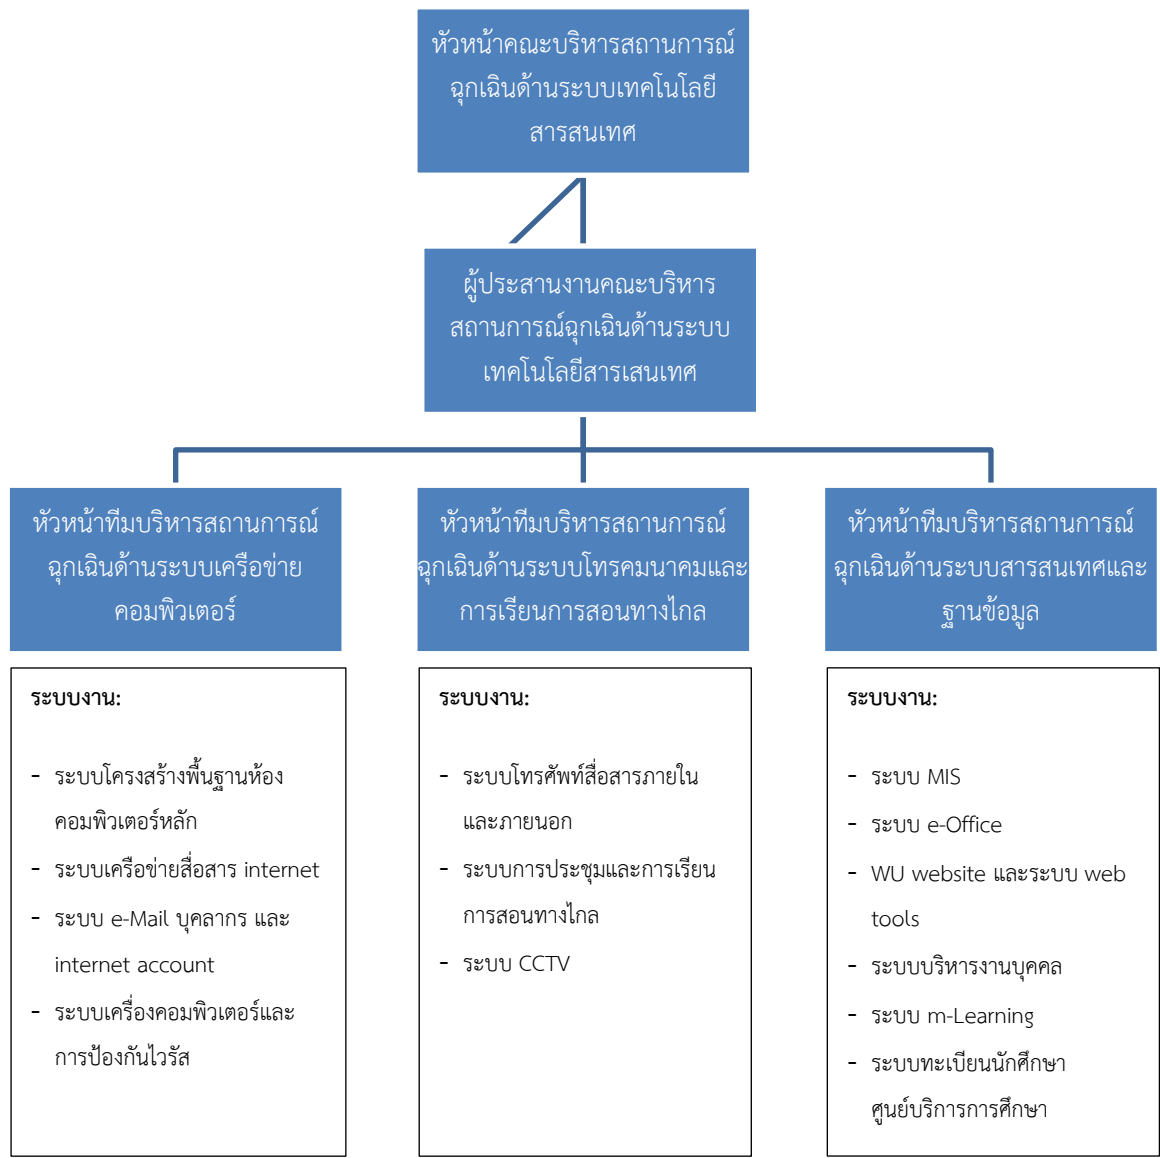 หัวหน้าคณะบริหารสถานการณ์
ฉุกเฉินด้านระบบเทคโนโลยี
สารสนเทศ
ผู้ประสานงานคณะบริหาร
สถานการณ์ฉุกเฉินด้านระบบ
เทคโนโลยีสารเสนเทศ
หัวหน้าทีมบริหารสถานการณ์
ฉุกเฉินด้านระบบเครือข่าย
คอมพิวเตอร์
หัวหน้าทีมบริหารสถานการณ์
ฉุกเฉินด้านระบบโทรคมนาคมและ
การเรียนการสอนทางไกล
หัวหน้าทีมบริหารสถานการณ์
ฉุกเฉินด้านระบบสารสนเทศและ
ฐานข้อมูล
ระบบงาน:
- ระบบโครงสร้างพื้นฐานห้อง
คอมพิวเตอร์หลัก
- ระบบเครือข่ายสื่อสาร internet
- ระบบ e-Mail บุคลากร และ
internet account
- ระบบเครื่องคอมพิวเตอร์และ
การป้องกันไวรัส
ระบบงาน:
- ระบบโทรศัพท์สื่อสารภายใน
และภายนอก
- ระบบการประชุมและการเรียน
การสอนทางไกล
- ระบบ CCTV
ระบบงาน:
- ระบบ MIS
- ระบบ e-Office
- WU website และระบบ web
tools
- ระบบบริหารงานบุคคล
- ระบบ m-Learning
- ระบบทะเบียนนักศึกษา
ศูนย์บริการการศึกษา